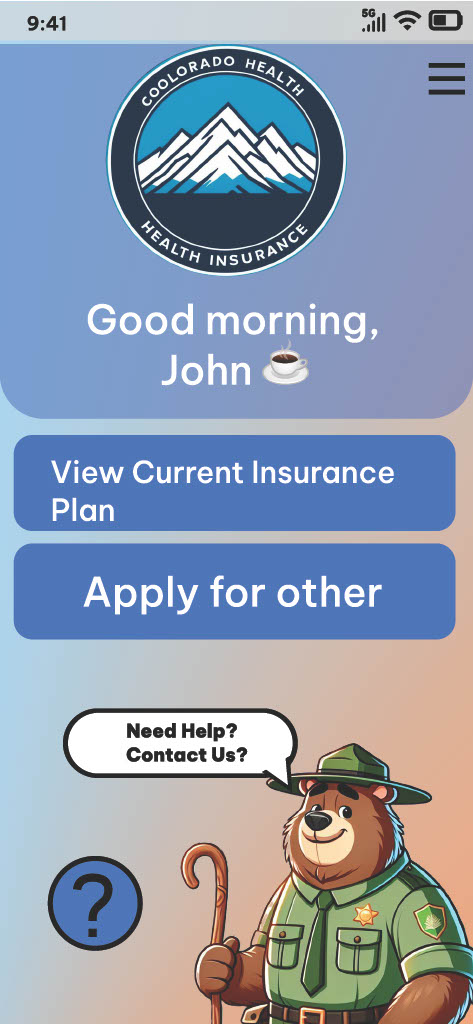 9:41
5G
COOLORADO HEALTH
HEALTH INSURANCE
Good morning,
John ☕
View Current Insurance
Plan
Apply for other
Need Help?
Contact Us?
?